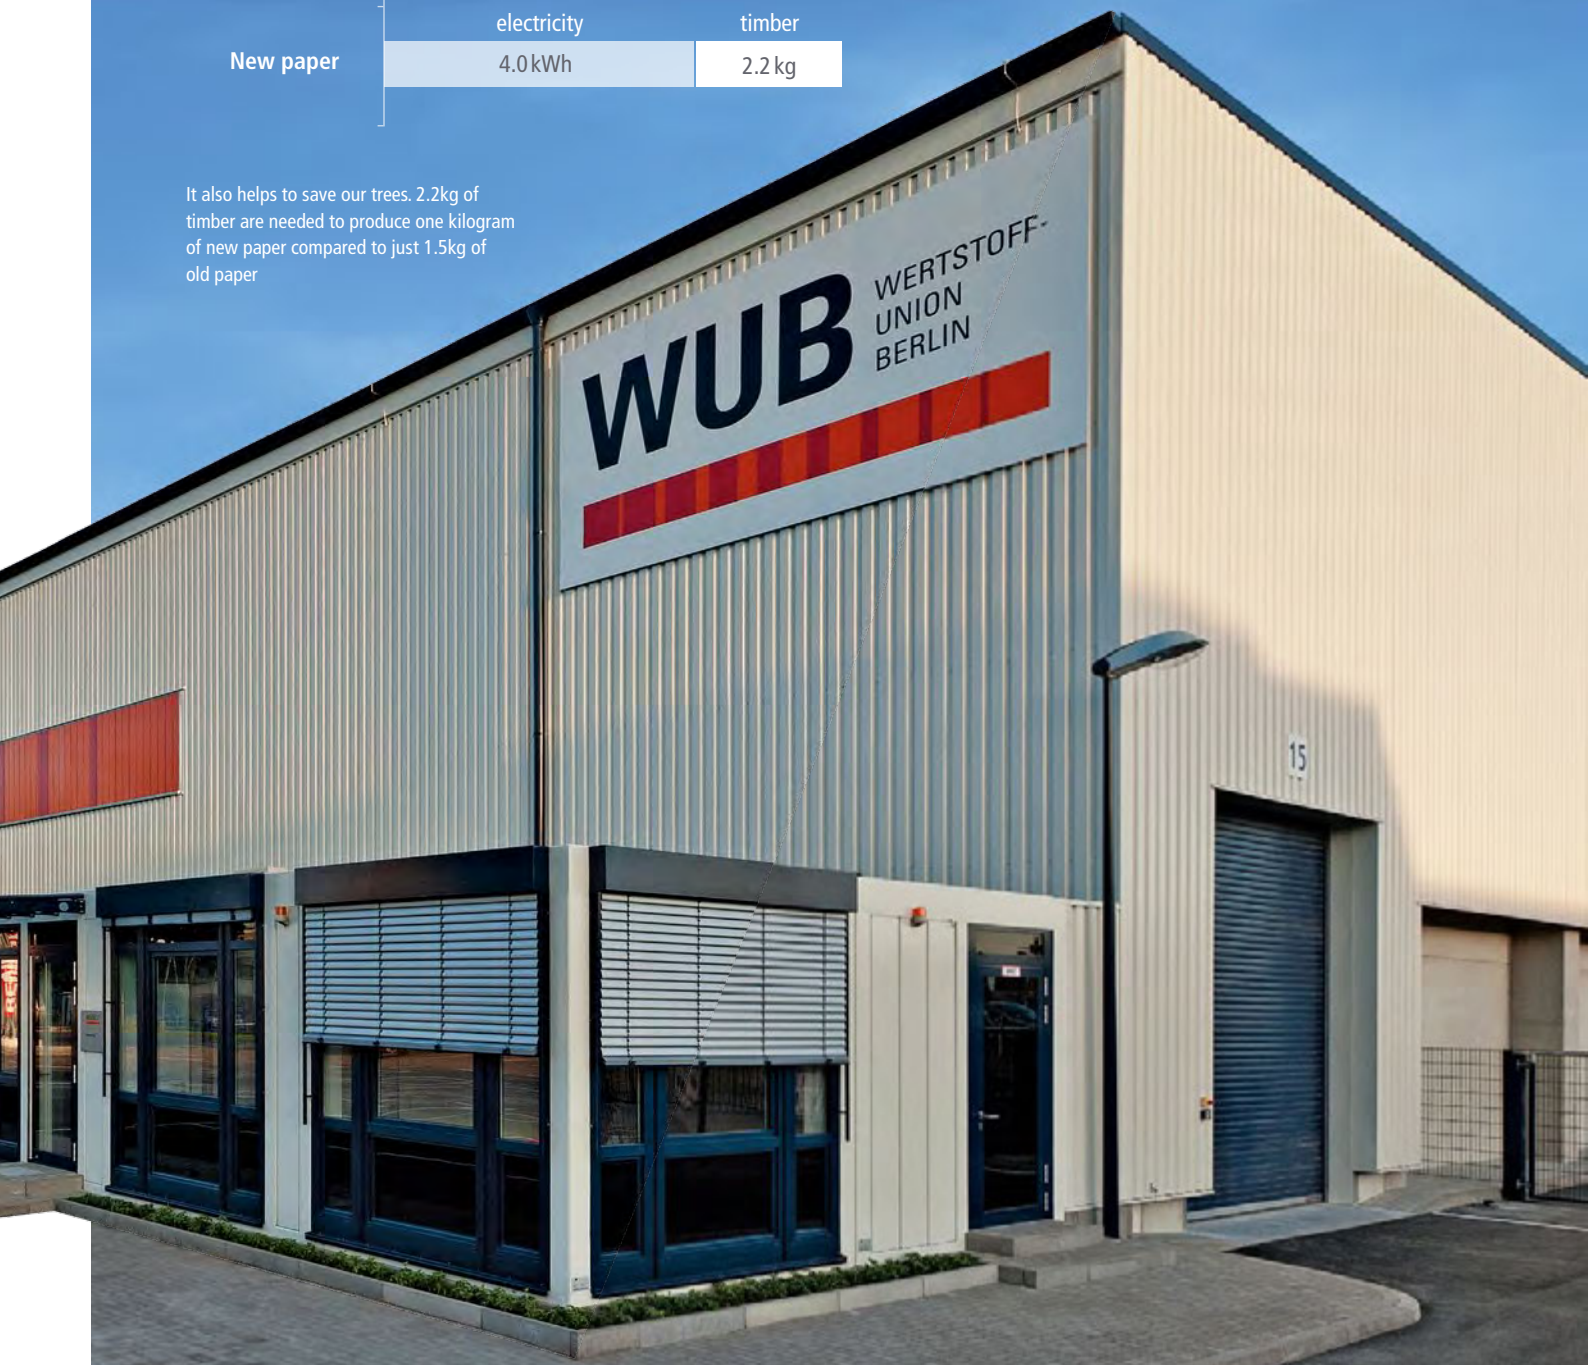 electricity timber
New paper 4.0 kWh 2.2 kg
It also helps to save our trees. 2.2kg of
timber are needed to produce one kilogram
of new paper compared to just 1.5kg of
old paper
WUB
WERTSTOFF-
UNION
BERLIN
15